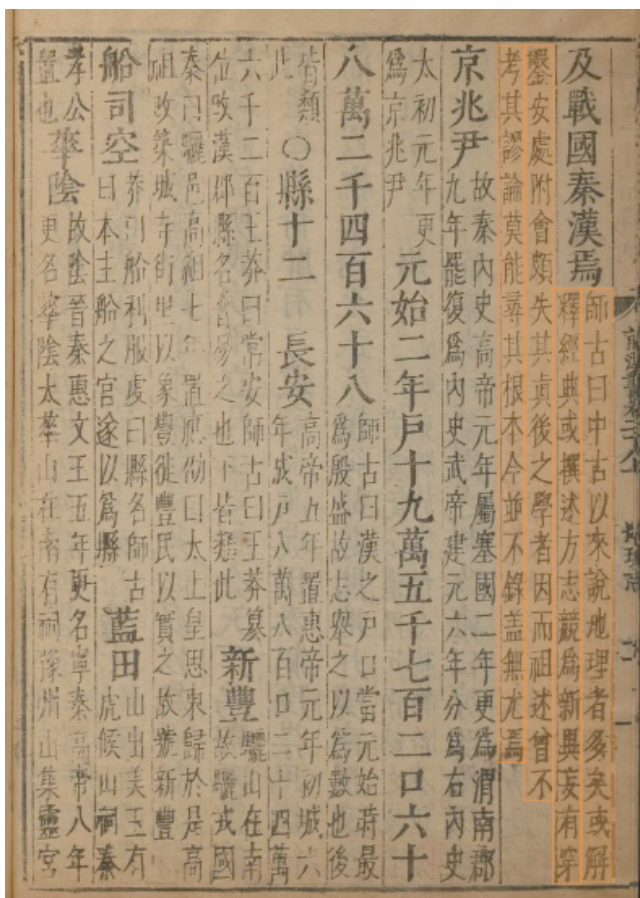 及戰國秦漢焉
師古曰中古以來說地理者多矣或解
釋經典或撰述方志競爲新異妄有穿
鑿安處附會頗失其真後之學者因而祖述曾不
考其謬論莫能尋其根本今並不錄盖無尤焉
京兆尹
故秦内史高帝元年屬塞國二年更爲渭南郡
九年罷復爲内史武帝建元六年分爲右内史
太初元年更
爲京兆尹
元始二年戶十九萬五千七百二口六十
八萬二千四百六十八
師古曰漢之戶口當元始時最
爲殷盛故志舉之以爲數也後
皆類
此
○縣十二
長安
高帝五年置惠帝元年初城六
年成戶八萬八百口二十四萬
六千二百王莽曰常安師古曰王莽篡
位改漢郡縣名普易之也下皆類此
新豐
驪山在南
故驪戎國
秦曰驪邑高祖七年置應劭曰太上皇思東歸於是高
祖改築城寺街里以象豐徙豐民以實之故號新豐
船司空
莽曰船利服虔曰縣名師古
曰本主船之官遂以爲縣
藍田
山出美玉有
虎候山祠秦
孝公
置也
華陰
故陰晉秦惠文王五年更名寧秦高帝八年
更名華陰太華山在南有祠豫州山集靈宮